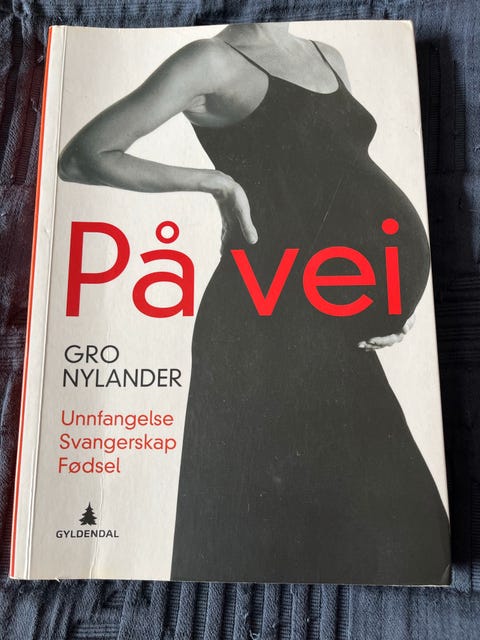 På vei
GRO
NYLANDER
Unnfangelse
Svangerskap
Fødsel
GYLDENDAL